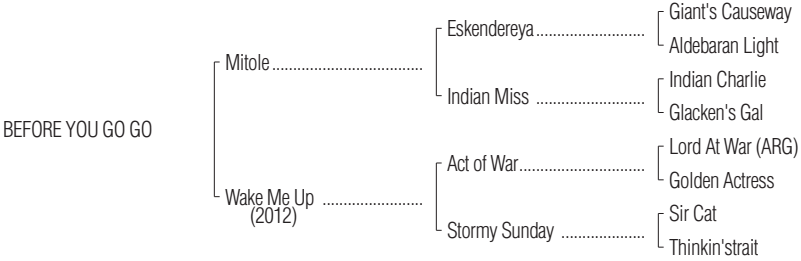 Giant's Causeway
Eskendereya
Aldebaran Light
Mitole
Indian Charlie
Indian Miss
Glacken's Gal
BEFORE YOU GO GO
Lord At War (ARG)
Act of War
Golden Actress
Wake Me Up
(2012)
Sir Cat
Stormy Sunday
Thinkin'strait